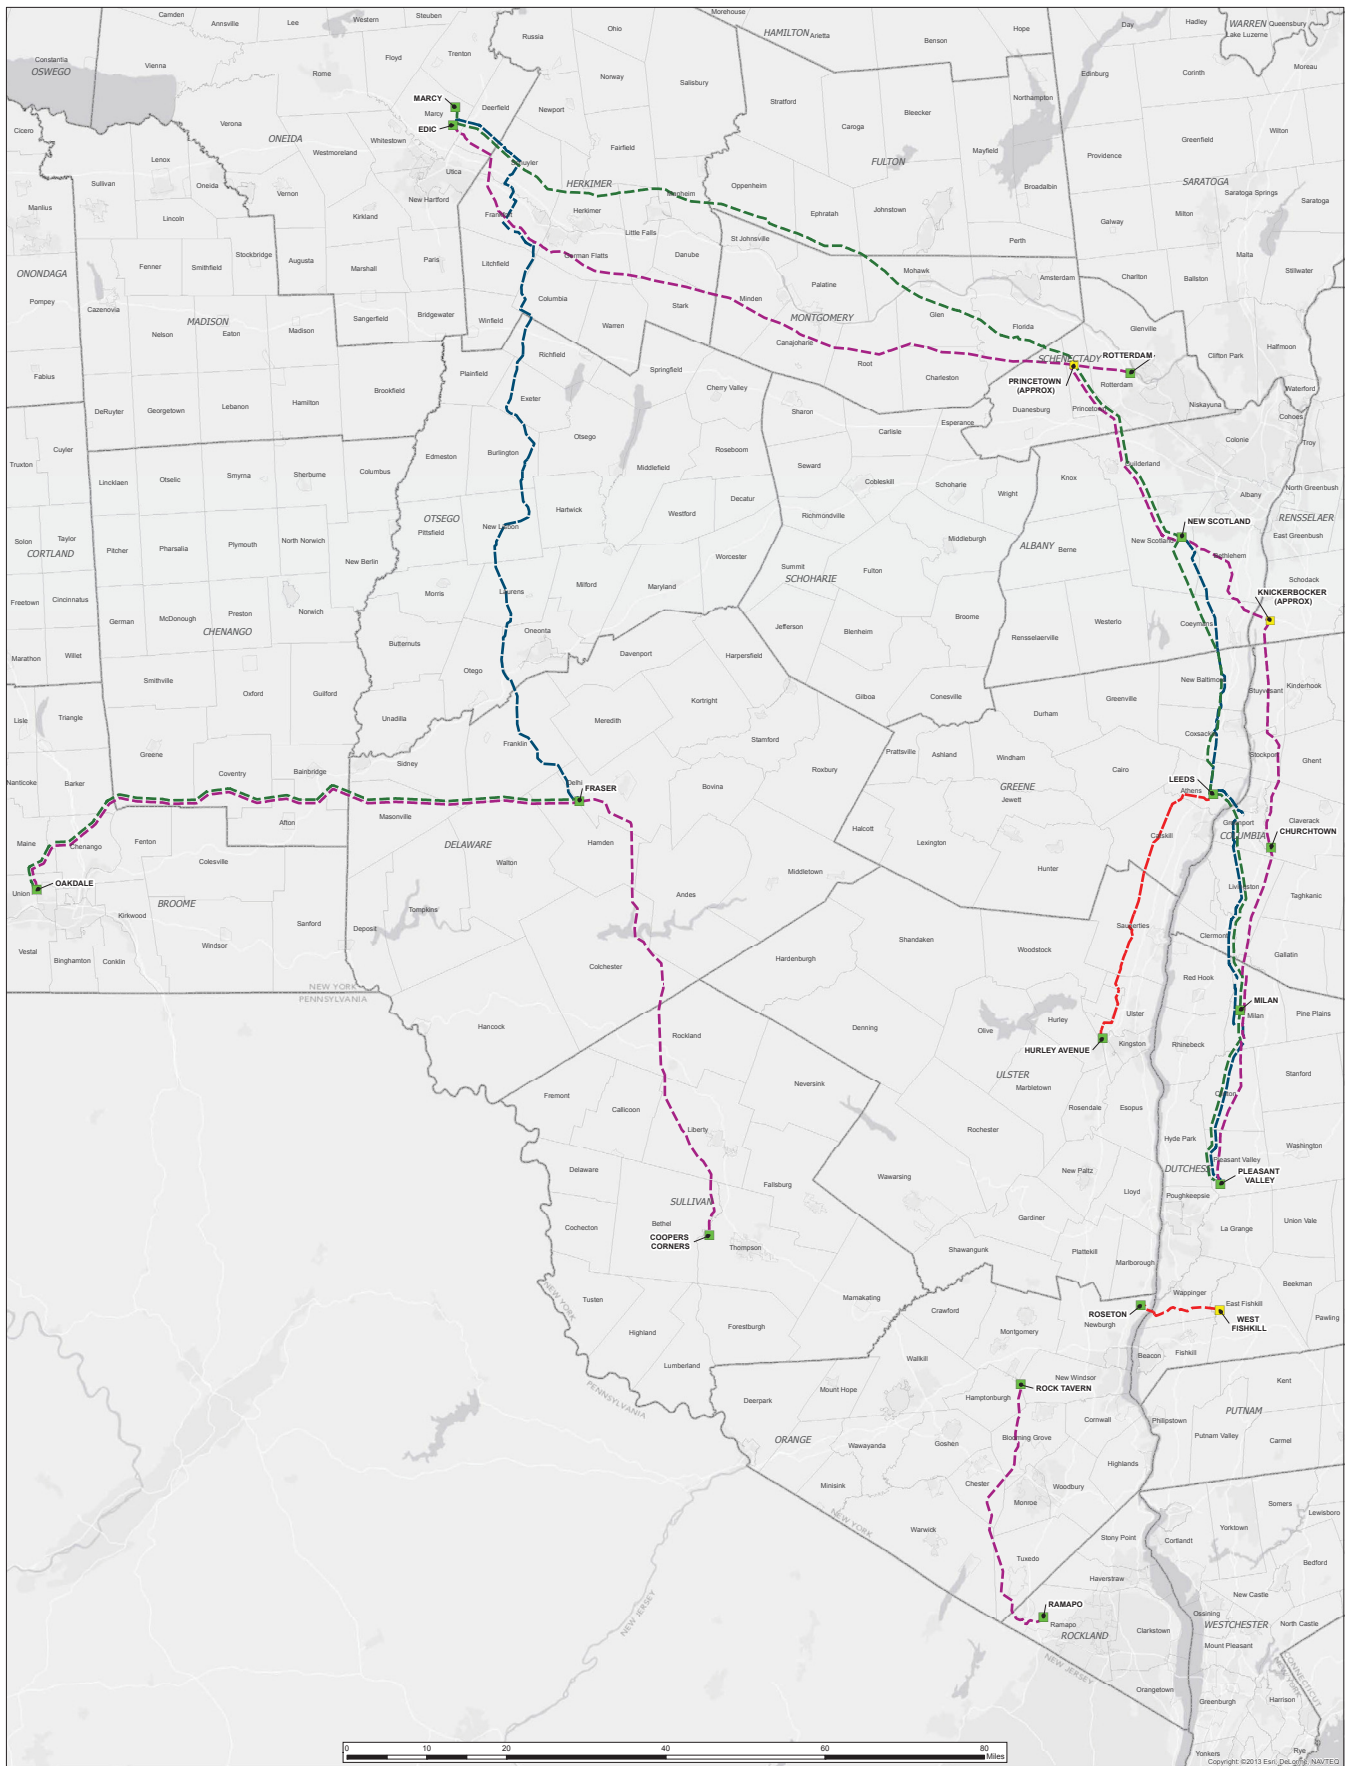 Camden
Annsville
Lee
Western
Steuben
Russia
Ohio
Morehouse
HAMILTON
Arietta
Benson
Hope
Day
Hadley
WARREN
Queensbury
Lake Luzerne
Constantia
OSWEGO
Vienna
Rome
Floyd
Trenton
Norway
Salisbury
Stratford
Bleecker
Northampton
Edinburg
Corinth
Moreau
MARCY
Marcy
Deerfield
Newport
EDIC
Cicero
Verona
ONEIDA
Whitestown
Westmoreland
Lenox
Sullivan
Oneida
Vernon
Utica
Schuyler
HERKIMER
Fairfield
Manheim
Oppenheim
Caroga
FULTON
Mayfield
Broadalbin
Providence
Greenfield
Wilton
SARATOGA
Saratoga Springs
Saratoga
Manlius
Lincoln
Kirkland
New Hartford
Frankfort
Herkimer
Little Falls
Ephratah
Johnstown
Galway
Milton
Perth
St Johnsville
Malta
Stillwater
ONONDAGA
Pompey
Cazenovia
Fenner
Smithfield
Stockbridge
Augusta
Marshall
Paris
Litchfield
German Flatts
Danube
Mohawk
Amsterdam
Charlton
Ballston
Palatine
MADISON
Nelson
Eaton
Madison
Sangerfield
Bridgewater
Winfield
Columbia
Warren
Stark
Minden
MONTGOMERY
Glen
Florida
Glenville
Clifton Park
Halfmoon
Canajoharie
Root
Charleston
SCHENECTADY
ROTTERDAM
PRINCETOWN
(APPROX)
Rotterdam
Fabius
Plainfield
Richfield
Springfield
Cherry Valley
Brookfield
DeRuyter
Georgetown
Lebanon
Hamilton
Exeter
Otsego
Sharon
Carlisle
Esperance
Duanesburg
Princetown
Niskayuna
Waterford
Cohoes
Colonie
Troy
Cuyler
Truxton
Lincklaen
Otselic
Smyrna
Sherburne
Columbus
Edmeston
Burlington
Middlefield
Roseboom
Seward
Cobleskill
Schoharie
Wright
Knox
Guilderland
Albany
North Greenbush
RENSSELAER
East Greenbush
Decatur
Hartwick
Westford
Richmondville
Middleburgh
OTSEGO
Pittsfield
New Lisbon
CORTLAND
Solon
Taylor
Pitcher
Pharsalia
Plymouth
North Norwich
New Berlin
NEW SCOTLAND
New Scotland
Bethlehem
ALBANY
Berne
Worcester
Summit
SCHOHARIE
Fulton
Schodack
KNICKERBOCKER
(APPROX)
Freetown
Cincinnatus
German
McDonough
Preston
Norwich
CHENANGO
Morris
Laurens
Milford
Maryland
Jefferson
Blenheim
Broome
Rensselaerville
Westerlo
Coeymans
Marathon
Willet
Smithville
Oxford
Guilford
Butternuts
Oneonta
Otego
Davenport
Harpersfield
Gilboa
Conesville
Greenville
New Baltimore
Stuyvesant
Kinderhook
Lisle
Triangle
Greene
Unadilla
Franklin
Meredith
Kortright
Stamford
Durham
Coxsackie
Stockport
Ghent
Nanticoke
Barker
Coventry
Bainbridge
Sidney
Delhi
FRASER
Bovina
Roxbury
Prattsville
Ashland
Windham
Cairo
GREENE
Jewett
LEEDS
Athens
Greenport
Claverack
COLUMBIA
CHURCHTOWN
Masonville
Afton
Maine
Chenango
Fenton
Colesville
DELAWARE
Walton
Hamden
Halcott
Lexington
Hunter
Catskill
Union
OAKDALE
BROOME
Kirkwood
Sanford
Deposit
Tompkins
Andes
Middletown
Livingston
Taghkanic
Vestal
Binghamton
Conklin
Windsor
Colchester
Hardenburgh
Shandaken
Woodstock
Saugerties
Clermont
Gallatin
Red Hook
NEW YORK
PENNSYLVANIA
Hancock
Rockland
Denning
Olive
Hurley
Ulster
HURLEY AVENUE
Kingston
Rhinebeck
MILAN
Milan
Pine Plains
ULSTER
Marbletown
Stanford
Fremont
Callicoon
Neversink
Rosendale
Esopus
Clinton
Liberty
Rochester
Hyde Park
Washington
Delaware
Fallsburg
Wawarsing
New Paltz
Pleasant Valley
DUTCHESS
PLEASANT
VALLEY
Poughkeepsie
SULLIVAN
Bethel
Cochecton
COOPERS
CORNERS
Thompson
Gardiner
Lloyd
La Grange
Union Vale
Shawangunk
Plattekill
Marlborough
NEW YORK
Tusten
Mamakating
Crawford
Beekman
Wappinger
East Fishkill
ROSETON
Newburgh
WEST
FISHKILL
Pawling
Highland
Forestburgh
Montgomery
Beacon
Fishkill
Lumberland
PENNSYLVANIA
Wallkill
New Windsor
ROCK TAVERN
Kent
Deerpark
Mount Hope
Hamptonburgh
PUTNAM
Cornwall
Philipstown
Putnam Valley
Carmel
ORANGE
Wawayanda
Goshen
Blooming Grove
Highlands
Minisink
Chester
Woodbury
Monroe
NEW YORK
Warwick
Stony Point
Cortlandt
Yorktown
Somers
Lewisboro
Tuxedo
Haverstraw
Bedford
New Castle
NEW JERSEY
RAMAPO
Ramapo
ROCKLAND
Clarkstown
Ossining
WESTCHESTER
North Castle
Mount Pleasant
NEW JERSEY
Orangetown
Greenburgh
Harrison
CONNECTICUT
NEW YORK
Yonkers
Rye
0 10 20 40 60 80
Miles
Copyright: ©2013 Esri, DeLorme, NAVTEQ